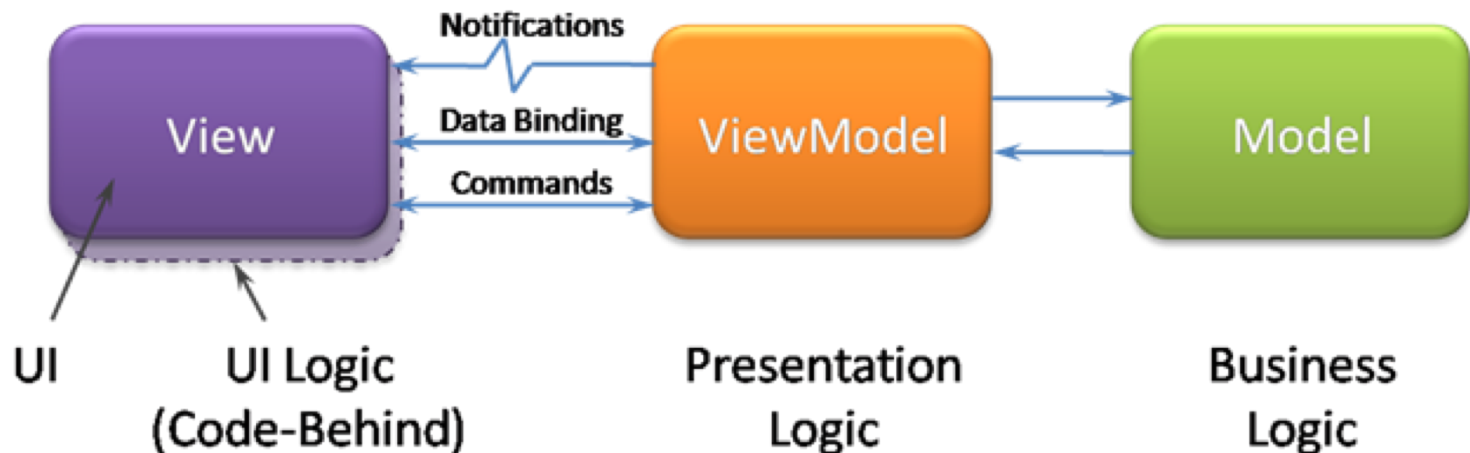 Notifications
View
Data Binding
ViewModel
Model
Commands
UI
UI Logic
(Code-Behind)
Presentation
Logic
Business
Logic